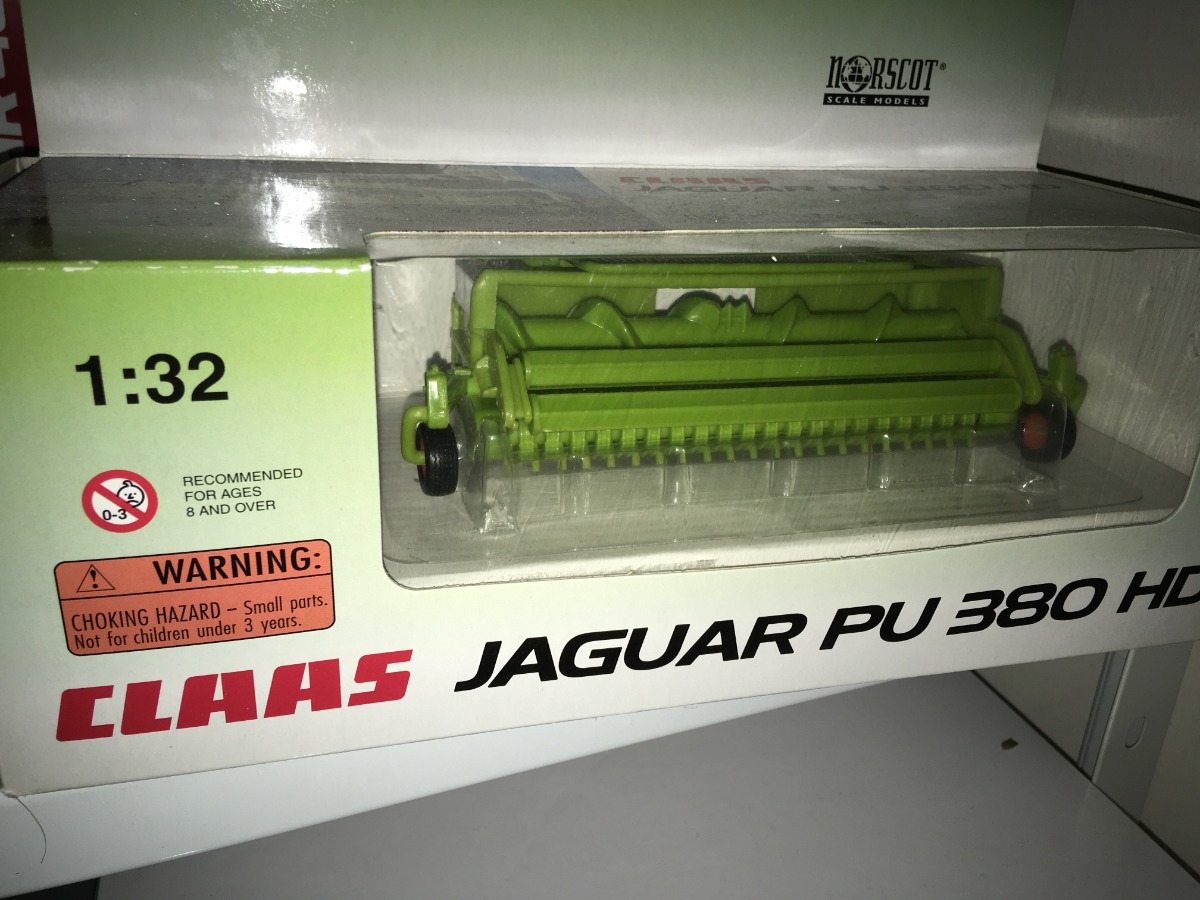 NORSCOT®
SCALE MODELS
CLAAS
JAGUAR PU 380 HD
1:32
0-3
RECOMMENDED
FOR AGES
8 AND OVER
WARNING:
CHOKING HAZARD – Small parts.
Not for children under 3 years.
CLAAS
JAGUAR PU 380 HD